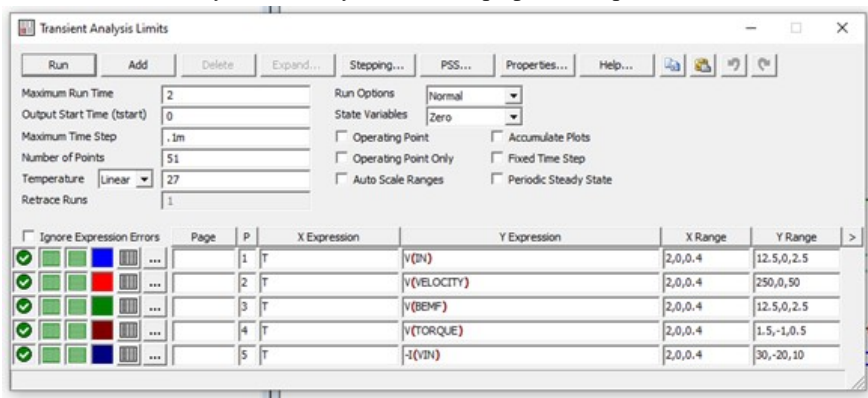 Transient Analysis Limits
Run Add Delete Expand... Stepping... PSS... Properties... Help...
Maximum Run Time 2 Run Options Normal
Output Start Time (tstart) 0 State Variables Zero
Maximum Time Step .1m Operating Point Accumulate Plots
Number of Points 51 Operating Point Only Fixed Time Step
Temperature Linear 27 Auto Scale Ranges Periodic Steady State
Retrace Runs 1
Ignore Expression Errors Page P X Expression Y Expression X Range Y Range >
... 1 T V(IN) 2,0,0.4 12.5,0,2.5
... 2 T V(VELOCITY) 2,0,0.4 250,0,50
... 3 T V(BEMF) 2,0,0.4 12.5,0,2.5
... 4 T V(TORQUE) 2,0,0.4 1.5,-1,0.5
... 5 T -I(VIN) 2,0,0.4 30,-20,10